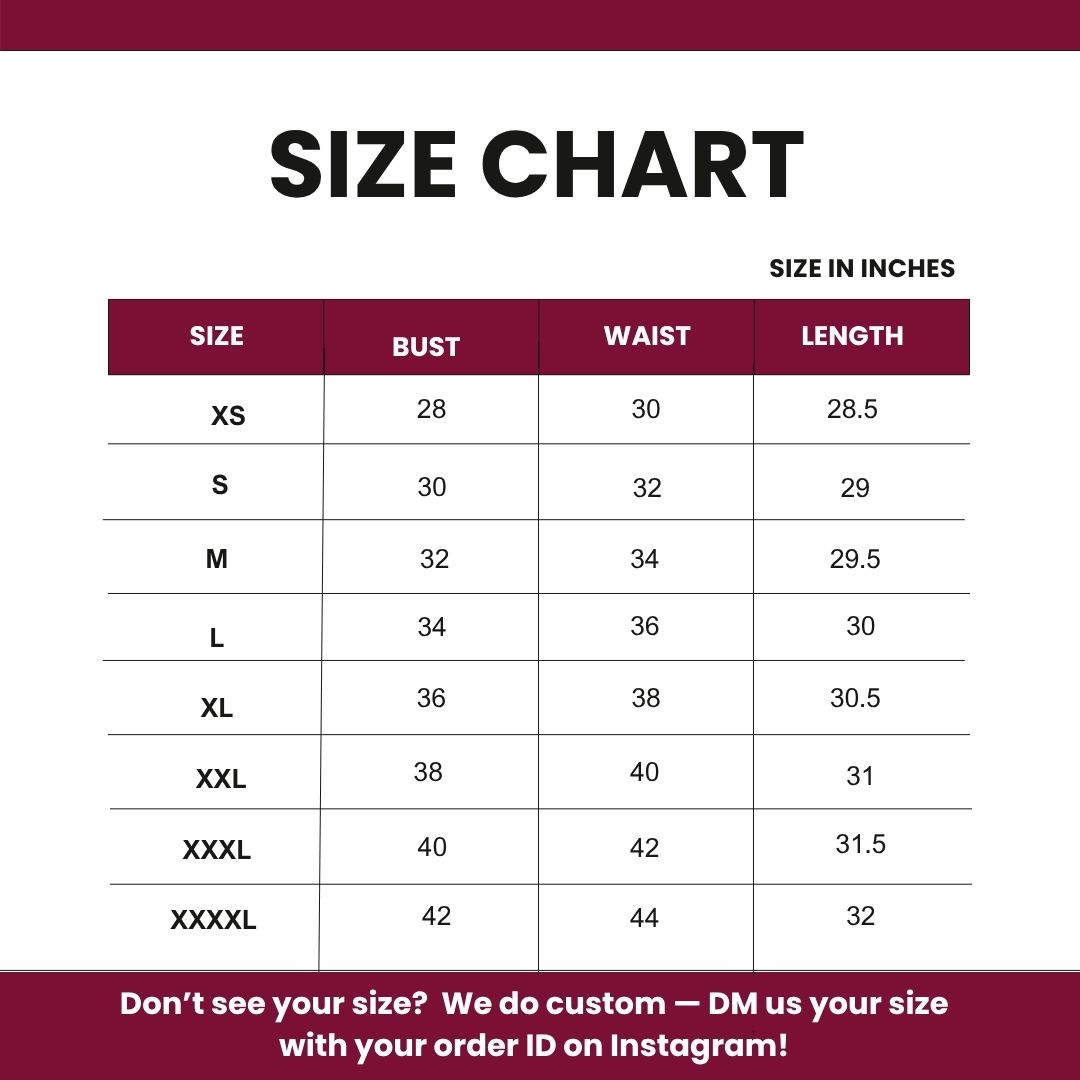 SIZE CHART
SIZE IN INCHES
SIZE BUST WAIST LENGTH
XS 28 30 28.5
S 30 32 29
M 32 34 29.5
L 34 36 30
XL 36 38 30.5
XXL 38 40 31
XXXL 40 42 31.5
XXXXL 42 44 32
Don’t see your size?  We do custom — DM us your size
with your order ID on Instagram!